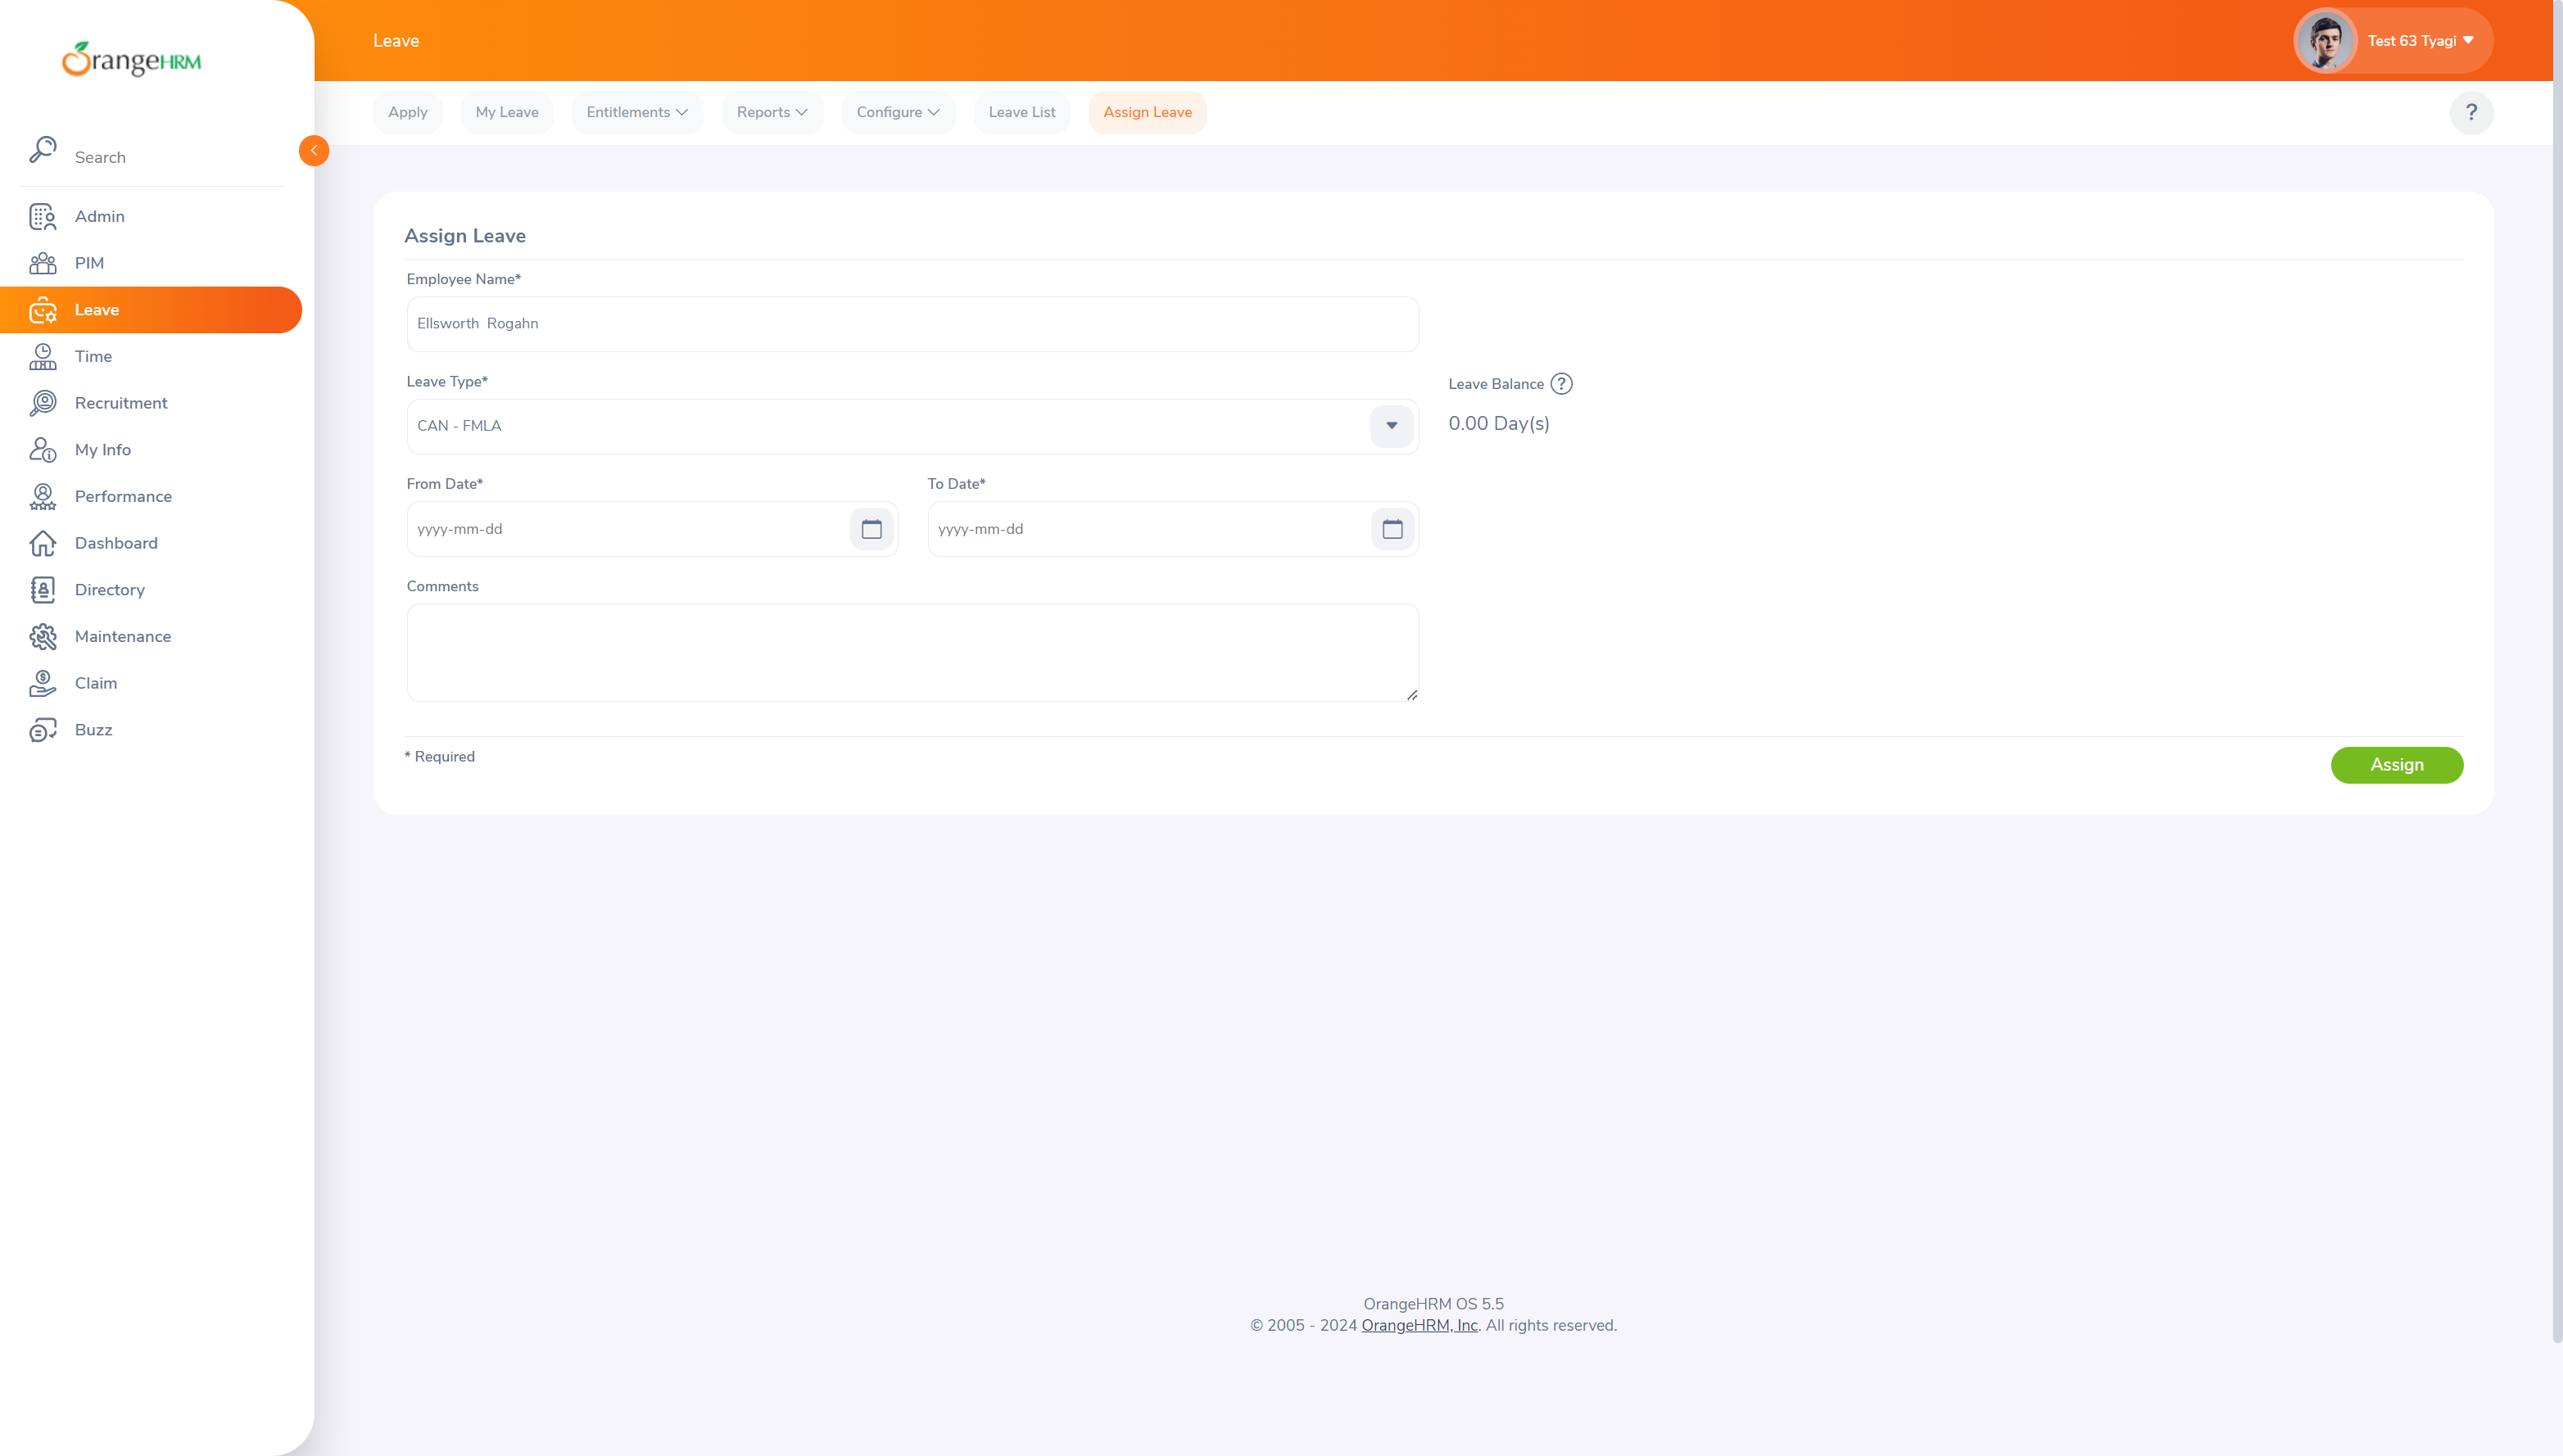 OrangeHRM
Search
Admin
PIM
Leave
Time
Recruitment
My Info
Performance
Dashboard
Directory
Maintenance
Claim
Buzz
Leave
Test 63 Tyagi
Apply
My Leave
Entitlements
Reports
Configure
Leave List
Assign Leave
?
Assign Leave
Employee Name*
Ellsworth  Rogahn
Leave Type*
CAN - FMLA
Leave Balance ?
0.00 Day(s)
From Date*
yyyy-mm-dd
To Date*
yyyy-mm-dd
Comments
* Required
Assign
OrangeHRM OS 5.5
© 2005 - 2024 OrangeHRM, Inc. All rights reserved.